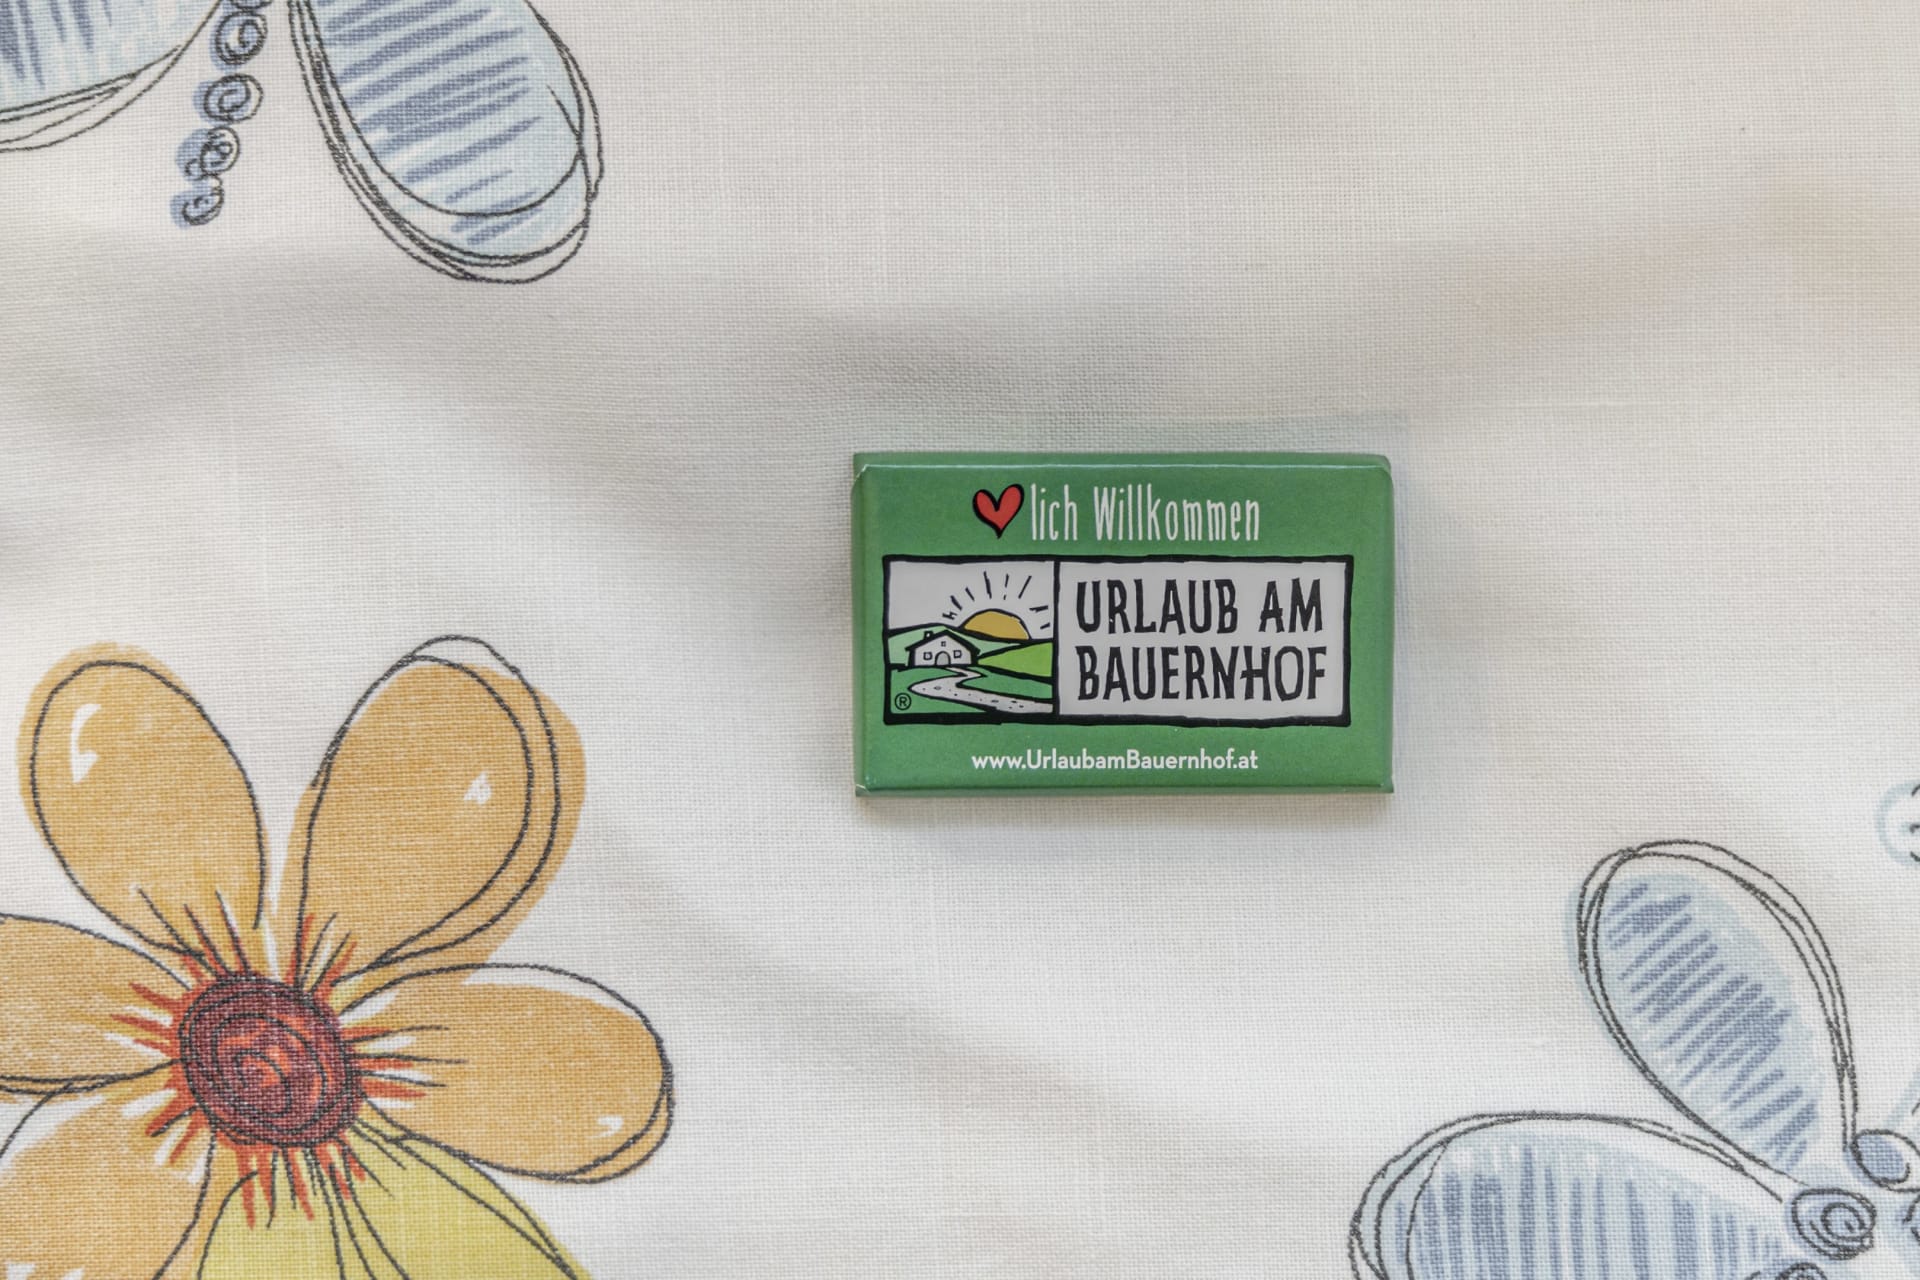 ❤lich Willkommen
URLAUB AM
BAUERNHOF
®
www.UrlaubamBauernhof.at